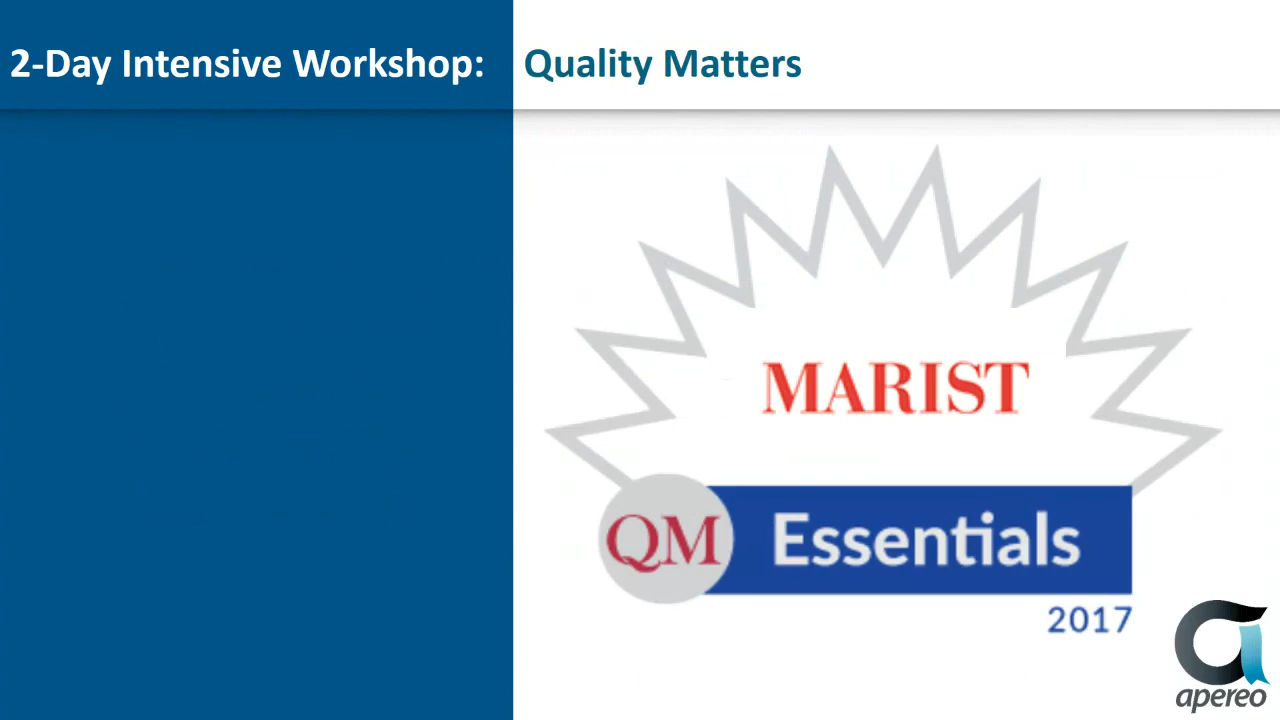 2-Day Intensive Workshop: Quality Matters
MARIST
QM Essentials
2017
apereo